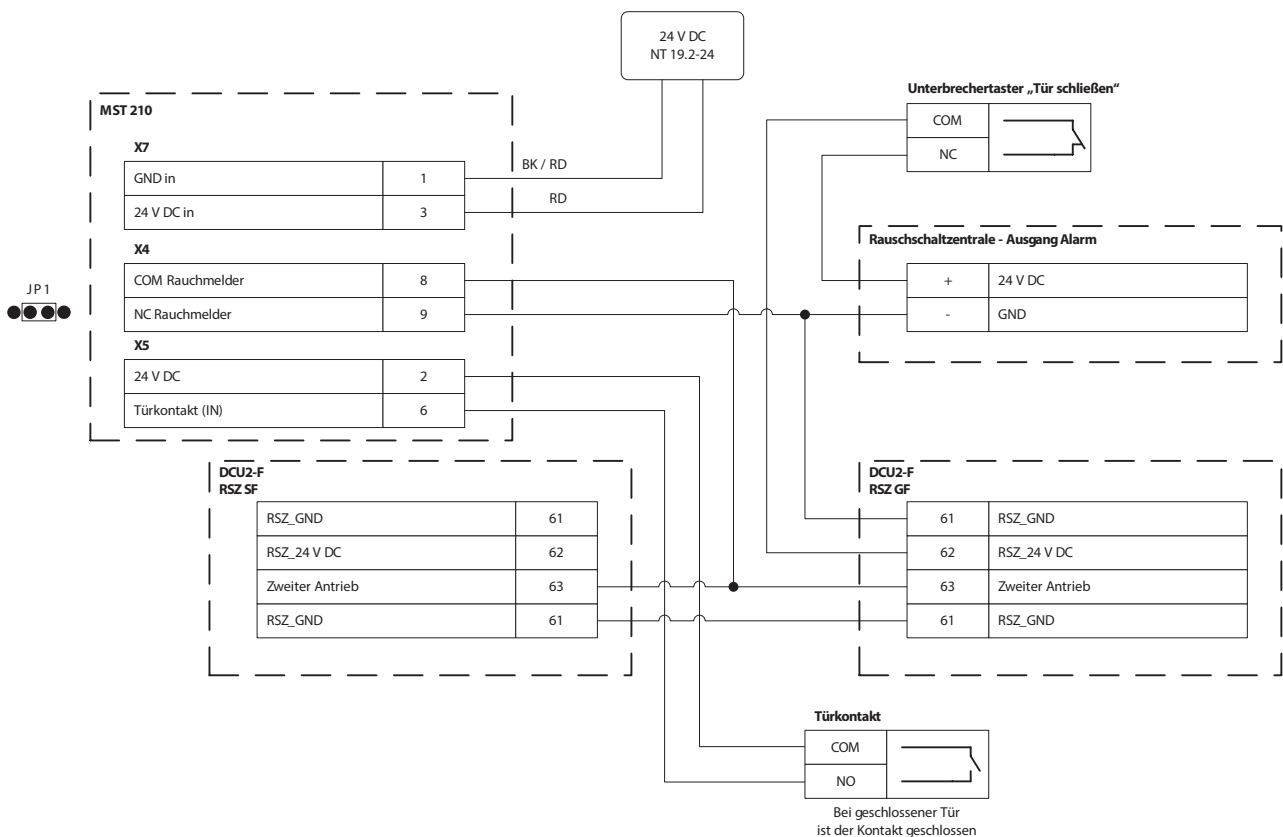 24 V DC
NT 19.2-24
MST 210
X7
GND in 1
24 V DC in 3
BK / RD
RD
X4
COM Rauchmelder 8
NC Rauchmelder 9
JP1
X5
24 V DC 2
Türkontakt (IN) 6
Unterbrechertaster „Tür schließen“
COM
NC
Rauschschaltzentrale - Ausgang Alarm
+ 24 V DC
- GND
DCU2-F
RSZ SF
RSZ_GND 61
RSZ_24 V DC 62
Zweiter Antrieb 63
RSZ_GND 61
DCU2-F
RSZ GF
61 RSZ_GND
62 RSZ_24 V DC
63 Zweiter Antrieb
61 RSZ_GND
Türkontakt
COM
NO
Bei geschlossener Tür
ist der Kontakt geschlossen